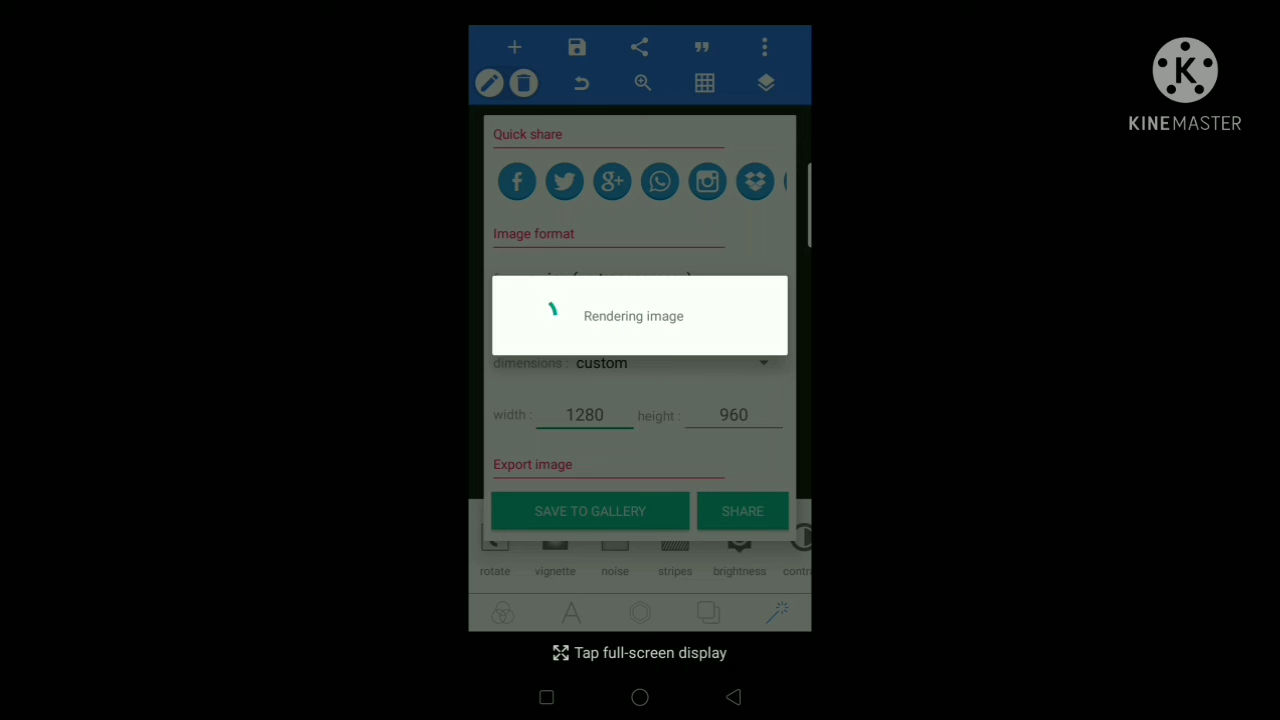 KINEMASTER
Quick share
Image format
Rendering image
dimensions : custom
width : 1280 height : 960
Export image
SAVE TO GALLERY SHARE
rotate vignette noise stripes brightness contra
Tap full-screen display